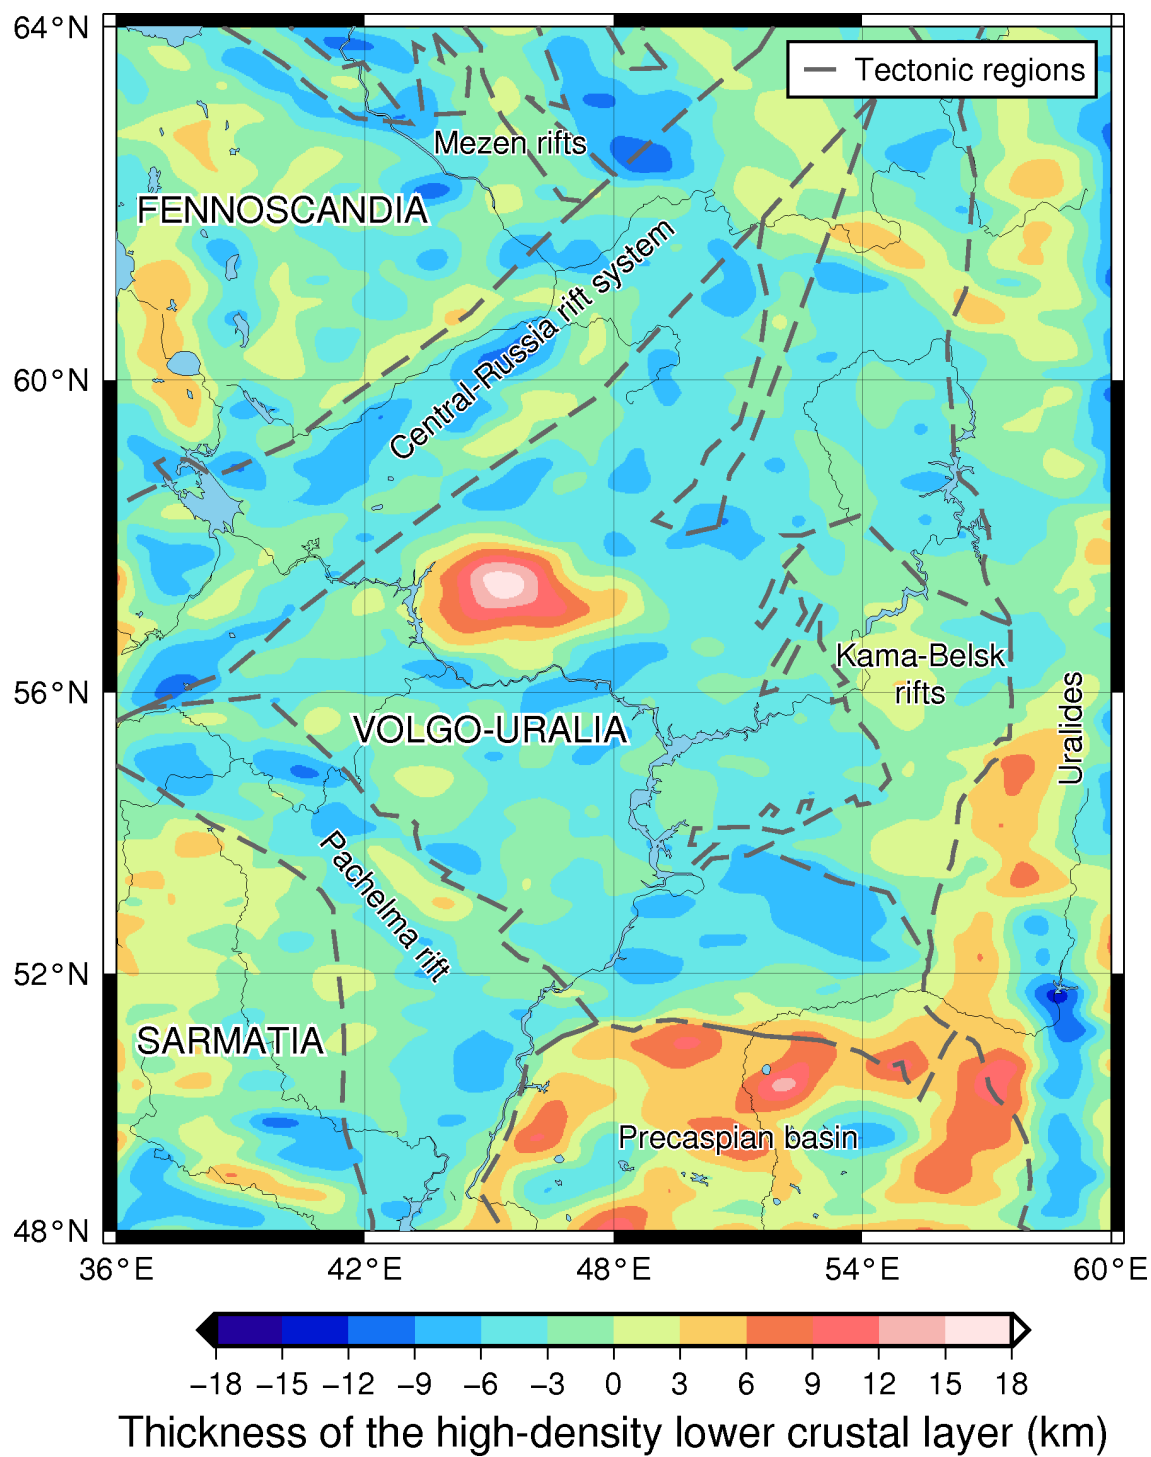 64°N
Tectonic regions
Mezen rifts
FENNOSCANDIA
Central-Russia rift system
60°N
Kama-Belsk
rifts
56°N
VOLGO-URALIA
Uralides
Pachelma rift
52°N
SARMATIA
Precaspian basin
48°N
36°E 42°E 48°E 54°E 60°E
−18 −15 −12 −9 −6 −3 0 3 6 9 12 15 18
Thickness of the high-density lower crustal layer (km)